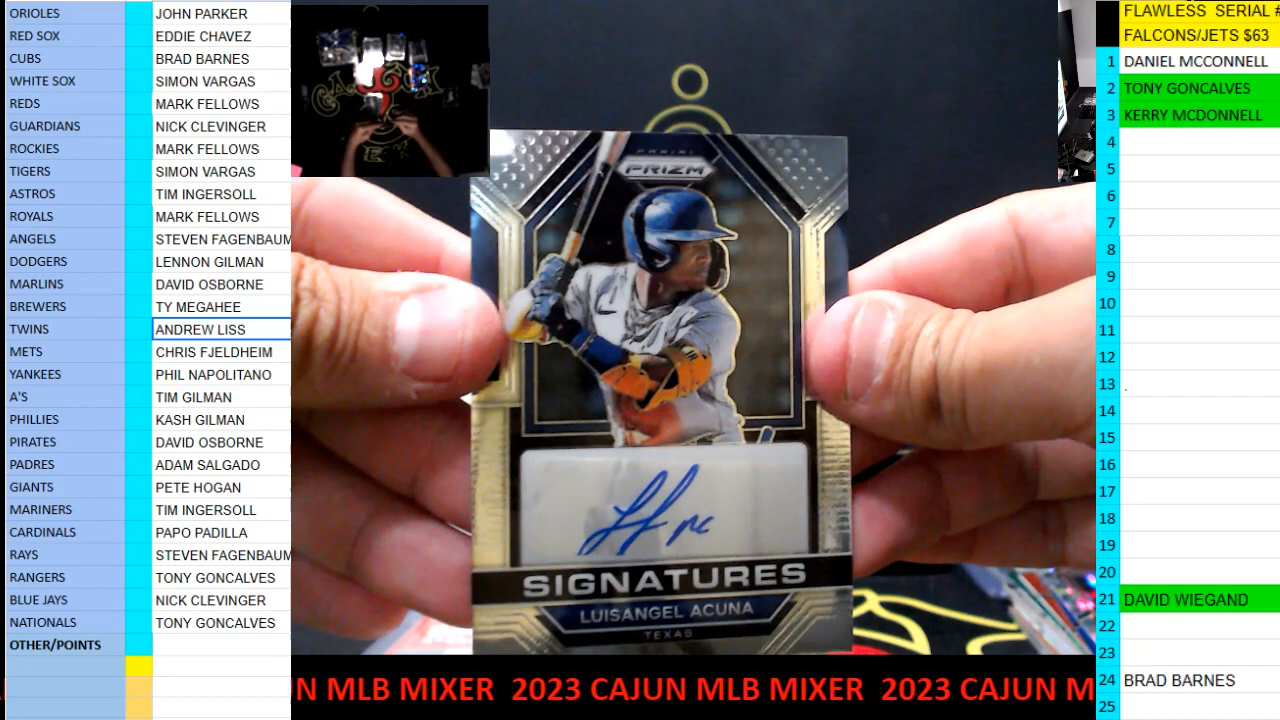 ORIOLES JOHN PARKER
RED SOX EDDIE CHAVEZ
CUBS BRAD BARNES
WHITE SOX SIMON VARGAS
REDS MARK FELLOWS
GUARDIANS NICK CLEVINGER
ROCKIES MARK FELLOWS
TIGERS SIMON VARGAS
ASTROS TIM INGERSOLL
ROYALS MARK FELLOWS
ANGELS STEVEN FAGENBAUM
DODGERS LENNON GILMAN
MARLINS DAVID OSBORNE
BREWERS TY MEGAHEE
TWINS ANDREW LISS
METS CHRIS FJELDHEIM
YANKEES PHIL NAPOLITANO
A'S TIM GILMAN
PHILLIES KASH GILMAN
PIRATES DAVID OSBORNE
PADRES ADAM SALGADO
GIANTS PETE HOGAN
MARINERS TIM INGERSOLL
CARDINALS PAPO PADILLA
RAYS STEVEN FAGENBAUM
RANGERS TONY GONCALVES
BLUE JAYS NICK CLEVINGER
NATIONALS TONY GONCALVES
OTHER/POINTS
PANINI
PRIZM
SIGNATURES
LUISANGEL ACUNA
TEXAS
N MLB MIXER 2023 CAJUN MLB MIXER 2023 CAJUN M
FLAWLESS SERIAL #
FALCONS/JETS $63
1 DANIEL MCCONNELL
2 TONY GONCALVES
3 KERRY MCDONNELL
4
5
6
7
8
9
10
11
12
13
14
15
16
17
18
19
20
21 DAVID WIEGAND
22
23
24 BRAD BARNES
25